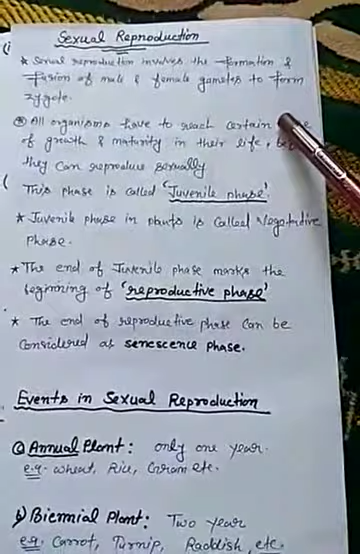 (i
Sexual Reproduction
* Sexual reproduction involves the formation &
fusion of male & female gametes to form
zygote.
* All organisms have to reach certain
of growth & maturity in their life, be
they can reproduce sexually
( This phase is called 'Juvenile phase'.
* Juvenile phase in plants is called Vegetative
Phase.
* The end of Juvenile phase marks the
beginning of 'reproductive phase'
* The end of reproductive phase can be
considered as senescence phase.
Events in Sexual Reproduction
a) Annual Plant: only one year.
e.g. wheat, Rice, Gram etc.
b) Biennial Plant: Two year
e.g. Carrot, Turnip, Raddish, etc.